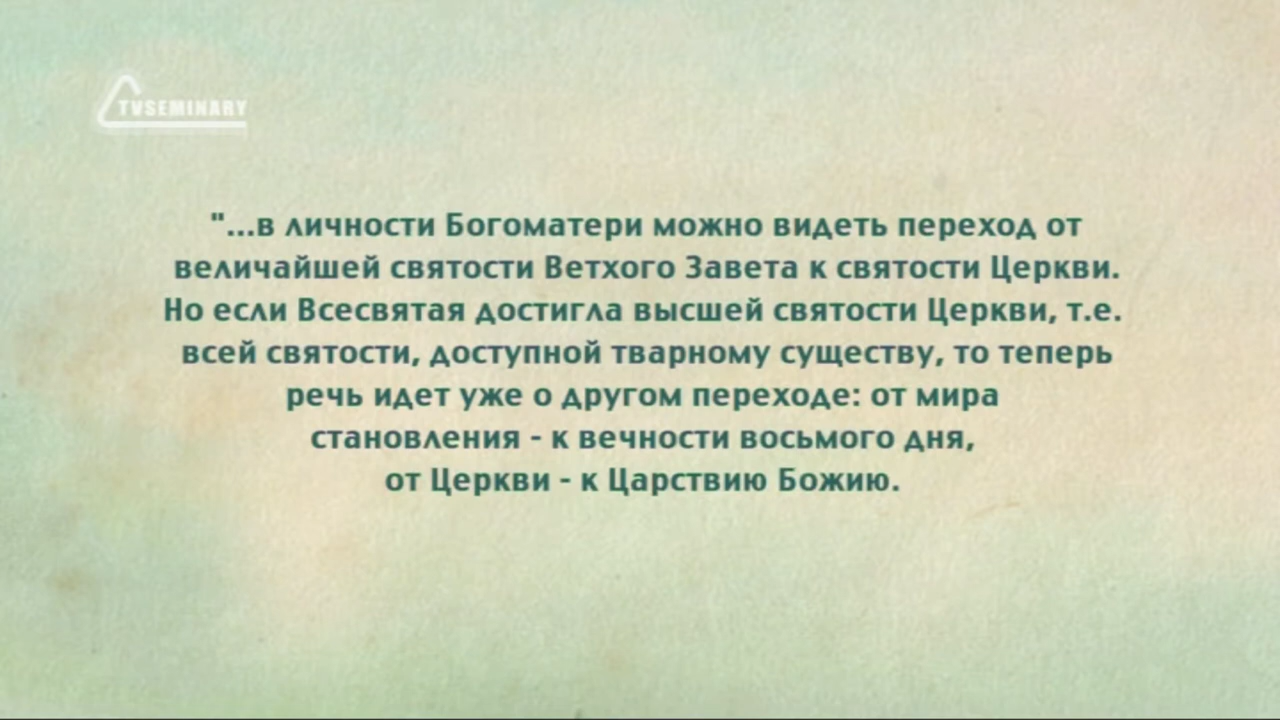 TVSEMINARY
"...в личности Богоматери можно видеть переход от
величайшей святости Ветхого Завета к святости Церкви.
Но если Всесвятая достигла высшей святости Церкви, т.е.
всей святости, доступной тварному существу, то теперь
речь идет уже о другом переходе: от мира
становления - к вечности восьмого дня,
от Церкви - к Царствию Божию.